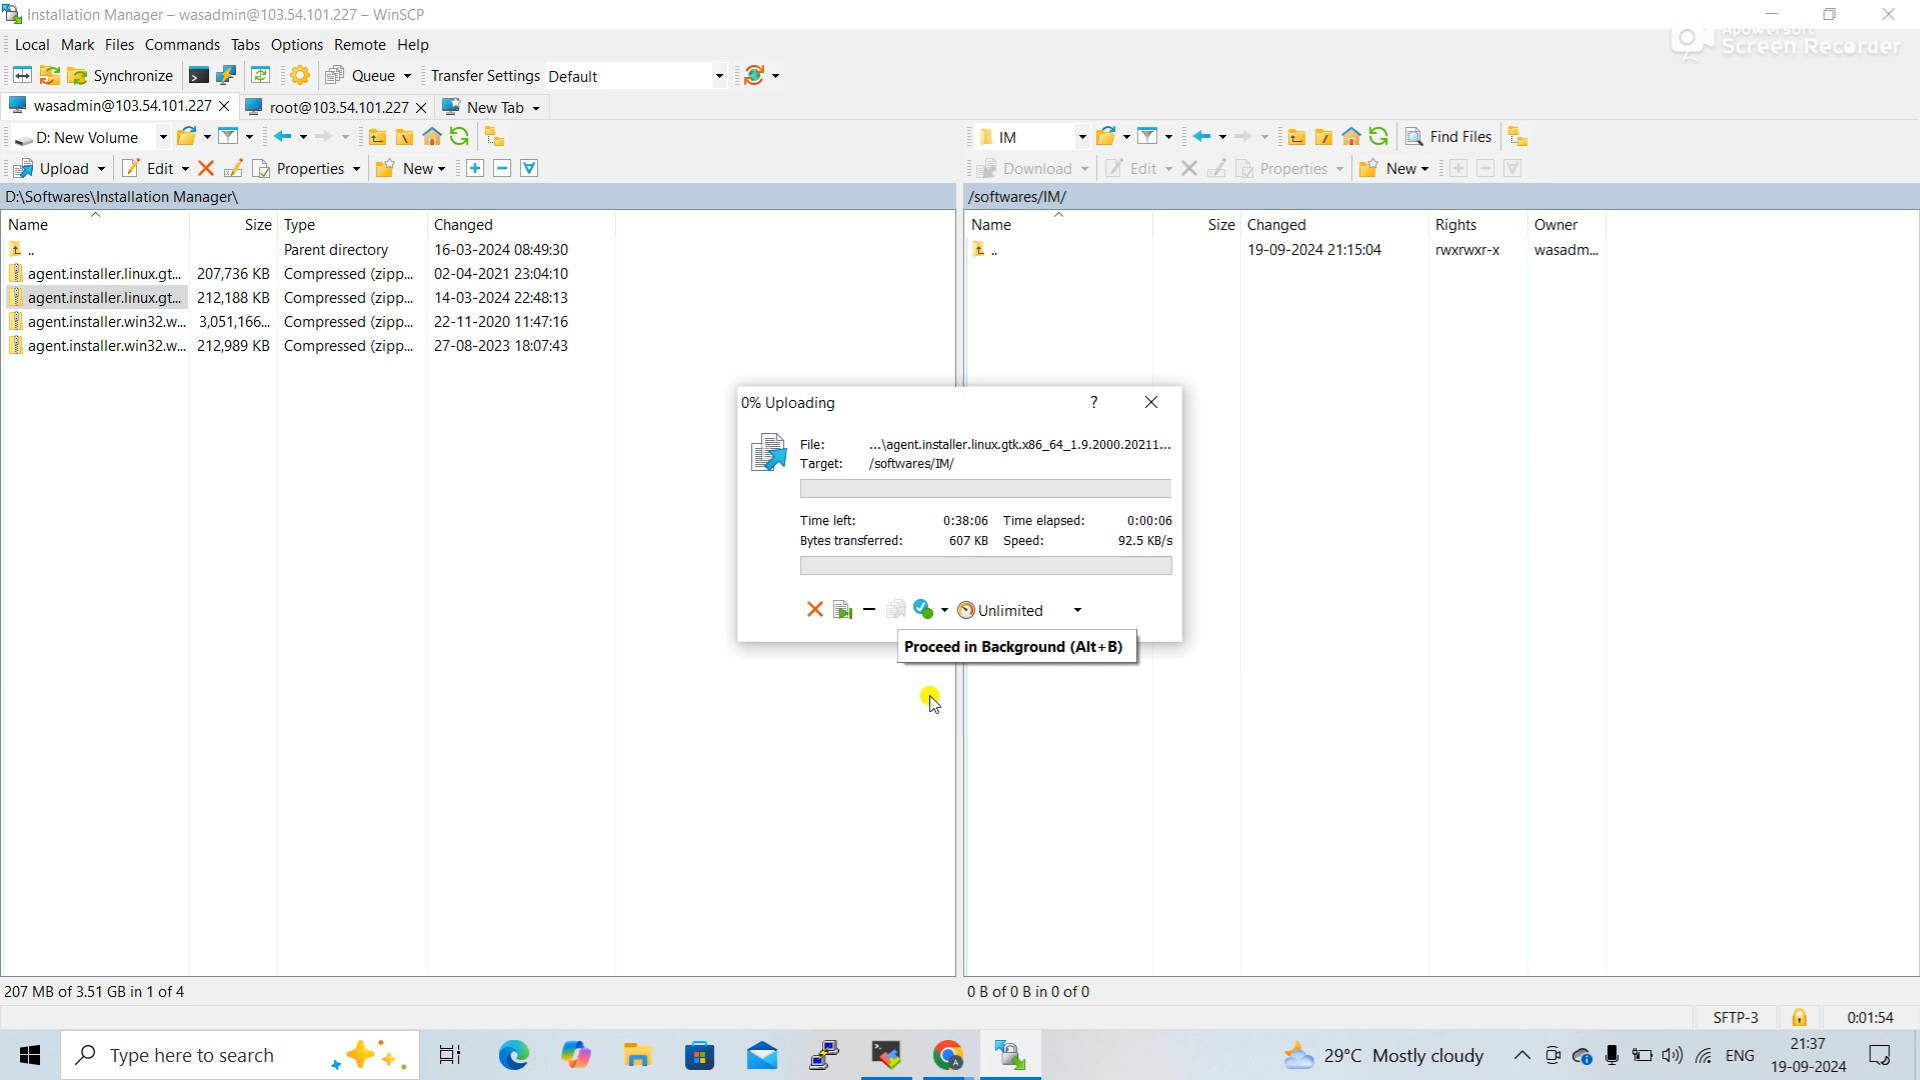 Installation Manager – wasadmin@103.54.101.227 – WinSCP
Apowersoft
Screen Recorder
Local Mark Files Commands Tabs Options Remote Help
Synchronize Queue Transfer Settings Default
wasadmin@103.54.101.227 root@103.54.101.227 New Tab
D: New Volume IM Find Files
Upload Edit Properties New Download Edit Properties New
D:\Softwares\Installation Manager\ /softwares/IM/
Name Size Type Changed Name Size Changed Rights Owner
.. Parent directory 16-03-2024 08:49:30 .. 19-09-2024 21:15:04 rwxrwxr-x wasadm...
agent.installer.linux.gt... 207,736 KB Compressed (zipp... 02-04-2021 23:04:10
agent.installer.linux.gt... 212,188 KB Compressed (zipp... 14-03-2024 22:48:13
agent.installer.win32.w... 3,051,166... Compressed (zipp... 22-11-2020 11:47:16
agent.installer.win32.w... 212,989 KB Compressed (zipp... 27-08-2023 18:07:43
0% Uploading ?
File: ...\agent.installer.linux.gtk.x86_64_1.9.2000.20211...
Target: /softwares/IM/
Time left: 0:38:06 Time elapsed: 0:00:06
Bytes transferred: 607 KB Speed: 92.5 KB/s
Unlimited
Proceed in Background (Alt+B)
207 MB of 3.51 GB in 1 of 4 0 B of 0 B in 0 of 0
SFTP-3 0:01:54
Type here to search 29°C Mostly cloudy ENG 21:37
19-09-2024